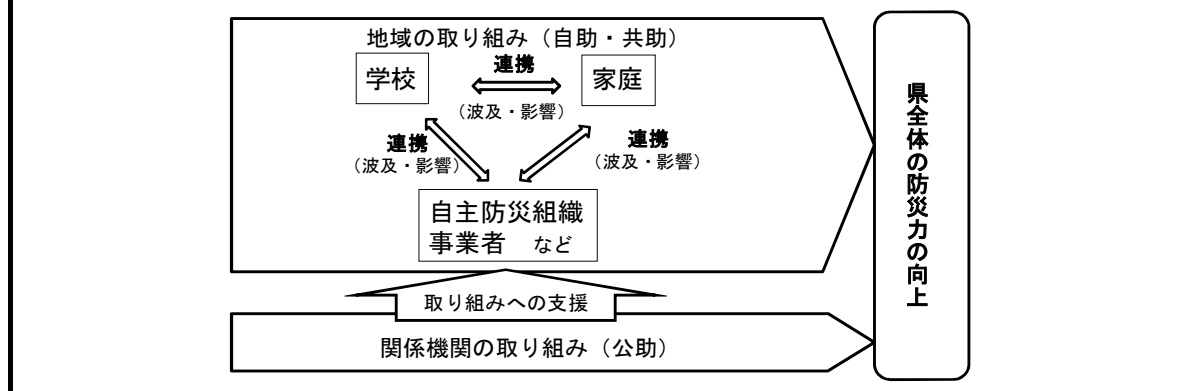 地域の取り組み（自助・共助）
連携
学校
家庭
（波及・影響）
連携
（波及・影響）
連携
（波及・影響）
自主防災組織
事業者　など
取り組みへの支援
関係機関の取り組み（公助）
県全体の防災力の向上